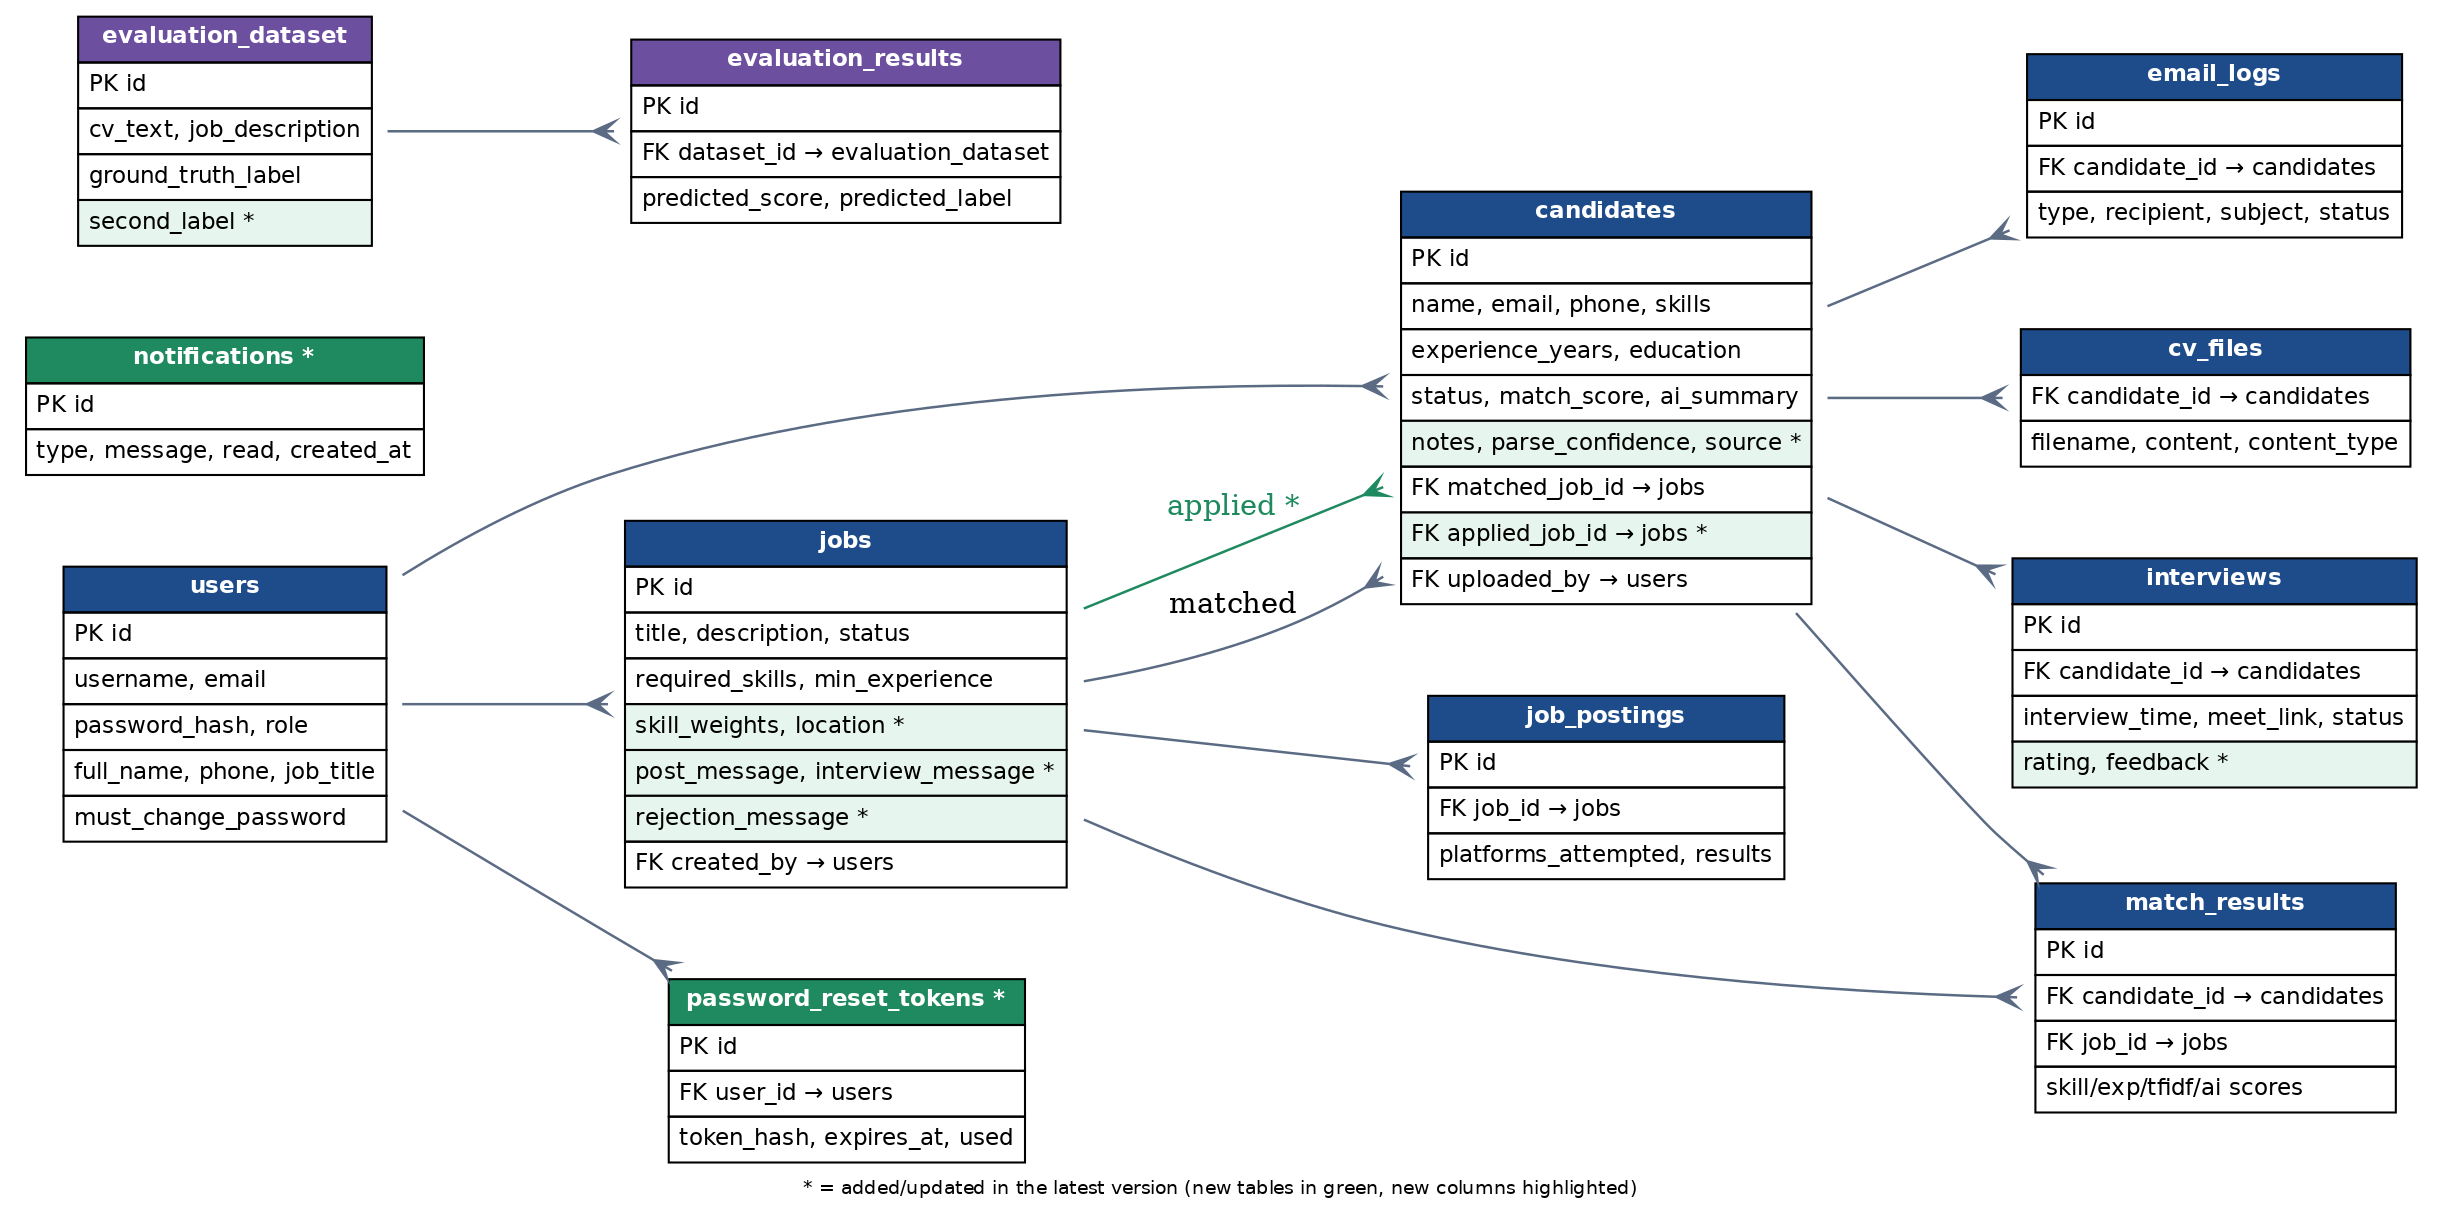 evaluation_dataset
PK id
cv_text, job_description
ground_truth_label
second_label *
evaluation_results
PK id
FK dataset_id → evaluation_dataset
predicted_score, predicted_label
notifications *
PK id
type, message, read, created_at
users
PK id
username, email
password_hash, role
full_name, phone, job_title
must_change_password
jobs
PK id
title, description, status
required_skills, min_experience
skill_weights, location *
post_message, interview_message *
rejection_message *
FK created_by → users
password_reset_tokens *
PK id
FK user_id → users
token_hash, expires_at, used
applied *
matched
candidates
PK id
name, email, phone, skills
experience_years, education
status, match_score, ai_summary
notes, parse_confidence, source *
FK matched_job_id → jobs
FK applied_job_id → jobs *
FK uploaded_by → users
job_postings
PK id
FK job_id → jobs
platforms_attempted, results
email_logs
PK id
FK candidate_id → candidates
type, recipient, subject, status
cv_files
FK candidate_id → candidates
filename, content, content_type
interviews
PK id
FK candidate_id → candidates
interview_time, meet_link, status
rating, feedback *
match_results
PK id
FK candidate_id → candidates
FK job_id → jobs
skill/exp/tfidf/ai scores
* = added/updated in the latest version (new tables in green, new columns highlighted)